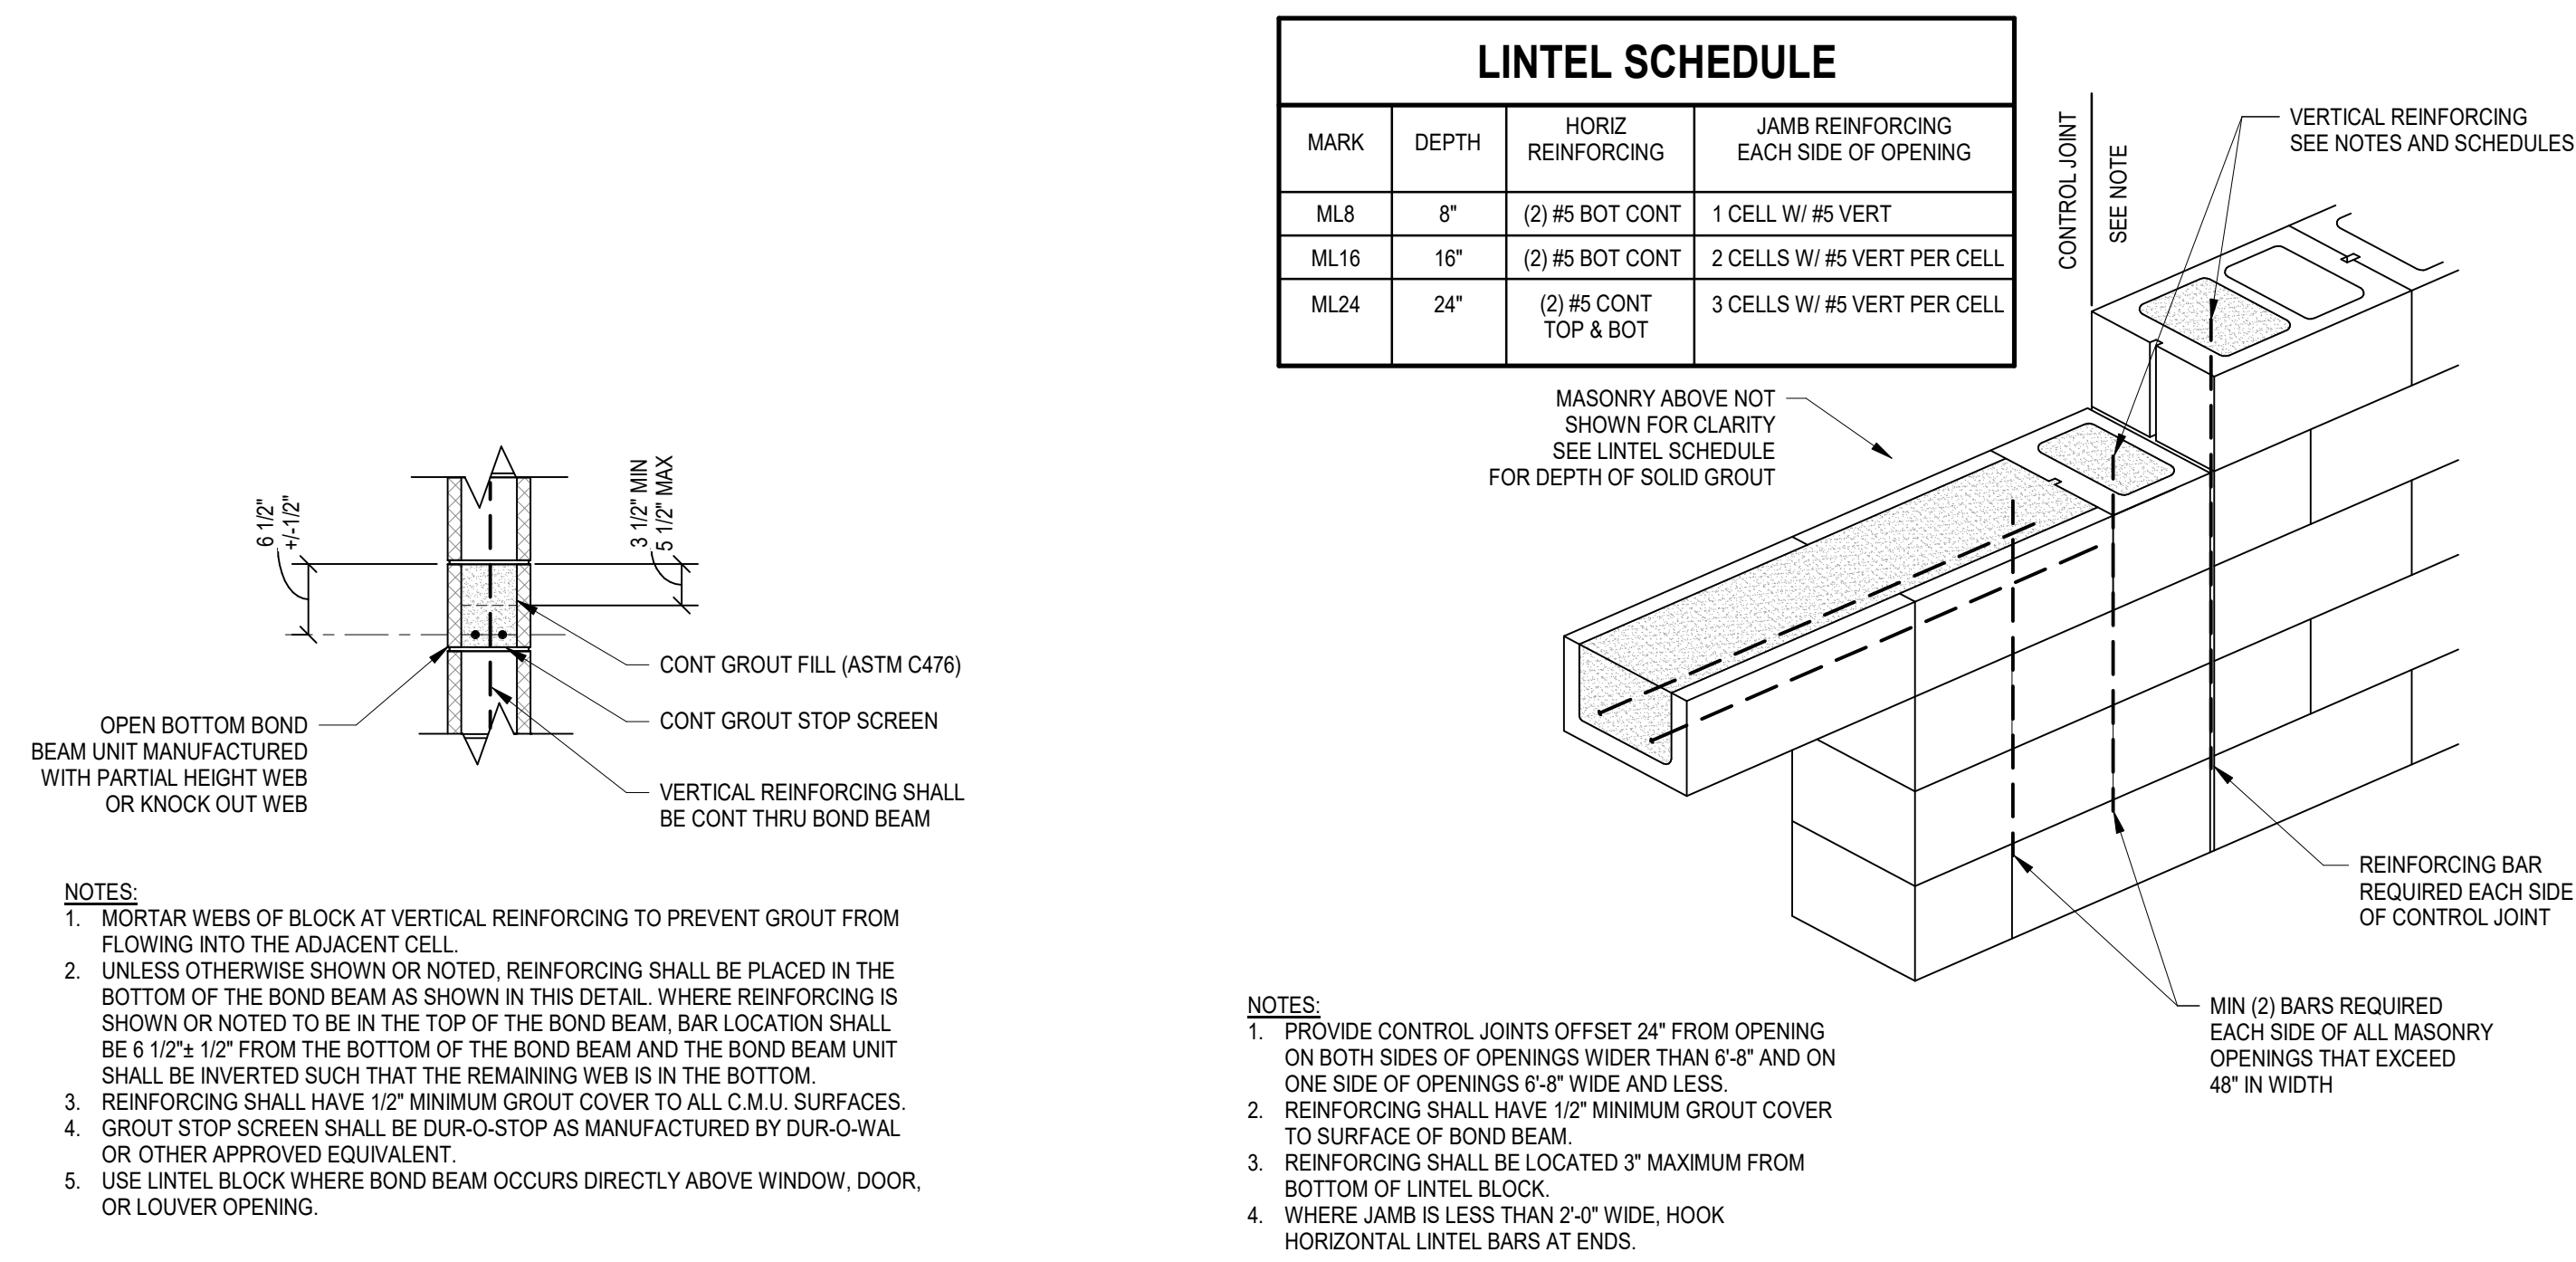 6 1/2"
+/-1/2"
3 1/2" MIN
5 1/2" MAX
CONT GROUT FILL (ASTM C476)
CONT GROUT STOP SCREEN
OPEN BOTTOM BOND
BEAM UNIT MANUFACTURED
WITH PARTIAL HEIGHT WEB
OR KNOCK OUT WEB
VERTICAL REINFORCING SHALL
BE CONT THRU BOND BEAM
NOTES:
1. MORTAR WEBS OF BLOCK AT VERTICAL REINFORCING TO PREVENT GROUT FROM
FLOWING INTO THE ADJACENT CELL.
2. UNLESS OTHERWISE SHOWN OR NOTED, REINFORCING SHALL BE PLACED IN THE
BOTTOM OF THE BOND BEAM AS SHOWN IN THIS DETAIL. WHERE REINFORCING IS
SHOWN OR NOTED TO BE IN THE TOP OF THE BOND BEAM, BAR LOCATION SHALL
BE 6 1/2"± 1/2" FROM THE BOTTOM OF THE BOND BEAM AND THE BOND BEAM UNIT
SHALL BE INVERTED SUCH THAT THE REMAINING WEB IS IN THE BOTTOM.
3. REINFORCING SHALL HAVE 1/2" MINIMUM GROUT COVER TO ALL C.M.U. SURFACES.
4. GROUT STOP SCREEN SHALL BE DUR-O-STOP AS MANUFACTURED BY DUR-O-WAL
OR OTHER APPROVED EQUIVALENT.
5. USE LINTEL BLOCK WHERE BOND BEAM OCCURS DIRECTLY ABOVE WINDOW, DOOR,
OR LOUVER OPENING.
LINTEL SCHEDULE
MARK DEPTH HORIZ REINFORCING JAMB REINFORCING EACH SIDE OF OPENING
ML8 8" (2) #5 BOT CONT 1 CELL W/ #5 VERT
ML16 16" (2) #5 BOT CONT 2 CELLS W/ #5 VERT PER CELL
ML24 24" (2) #5 CONT TOP & BOT 3 CELLS W/ #5 VERT PER CELL
CONTROL JOINT
SEE NOTE
VERTICAL REINFORCING
SEE NOTES AND SCHEDULES
MASONRY ABOVE NOT
SHOWN FOR CLARITY
SEE LINTEL SCHEDULE
FOR DEPTH OF SOLID GROUT
REINFORCING BAR
REQUIRED EACH SIDE
OF CONTROL JOINT
MIN (2) BARS REQUIRED
EACH SIDE OF ALL MASONRY
OPENINGS THAT EXCEED
48" IN WIDTH
NOTES:
1. PROVIDE CONTROL JOINTS OFFSET 24" FROM OPENING
ON BOTH SIDES OF OPENINGS WIDER THAN 6'-8" AND ON
ONE SIDE OF OPENINGS 6'-8" WIDE AND LESS.
2. REINFORCING SHALL HAVE 1/2" MINIMUM GROUT COVER
TO SURFACE OF BOND BEAM.
3. REINFORCING SHALL BE LOCATED 3" MAXIMUM FROM
BOTTOM OF LINTEL BLOCK.
4. WHERE JAMB IS LESS THAN 2'-0" WIDE, HOOK
HORIZONTAL LINTEL BARS AT ENDS.